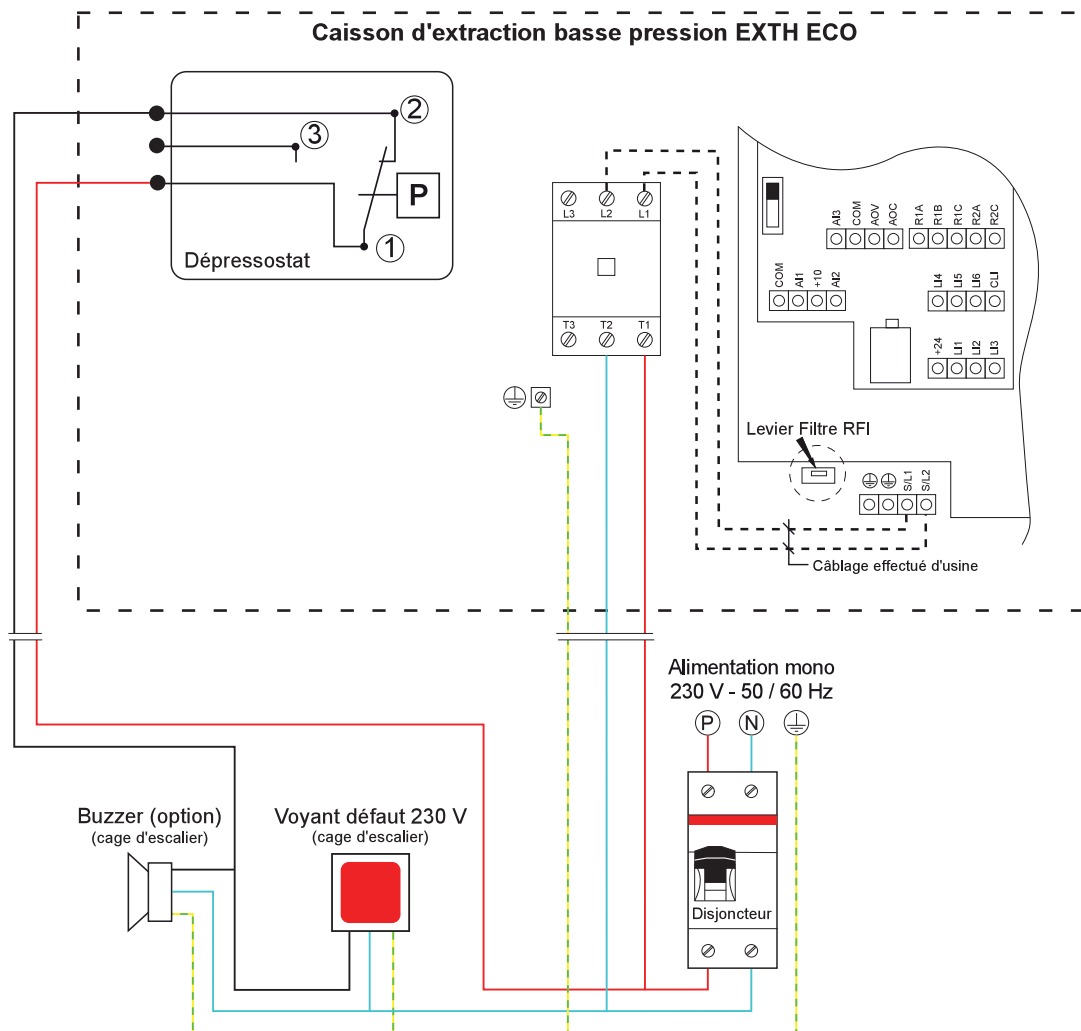 Caisson d'extraction basse pression EXTH ECO
2
3
P
1
Dépressostat
L3 L2 L1
T3 T2 T1
AI3 COM AOV AOC R1A R1B R1C R2A R2C
COM AI1 +10 AI2
LI4 LI5 LI6 CLI
+24 LI1 LI2 LI3
Levier Filtre RFI
S/L1 S/L2
Câblage effectué d'usine
Alimentation mono
230 V - 50 / 60 Hz
P N
Buzzer (option)
(cage d'escalier)
Voyant défaut 230 V
(cage d'escalier)
Disjoncteur